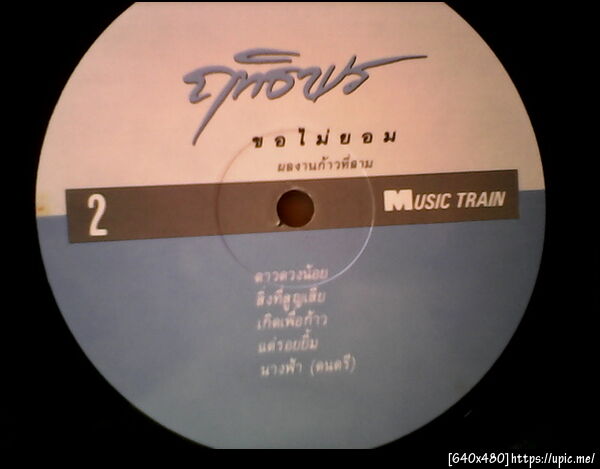 ฤทธิพร
ขอไม่ยอม
ผลงานก้าวที่สาม
2
MUSIC TRAIN
ดาวดวงน้อย
สิ่งที่สูญเสีย
เกิดเพื่อก้าว
แค่รอยยิ้ม
นางฟ้า (ดนตรี)
[640x480]https://upic.me/